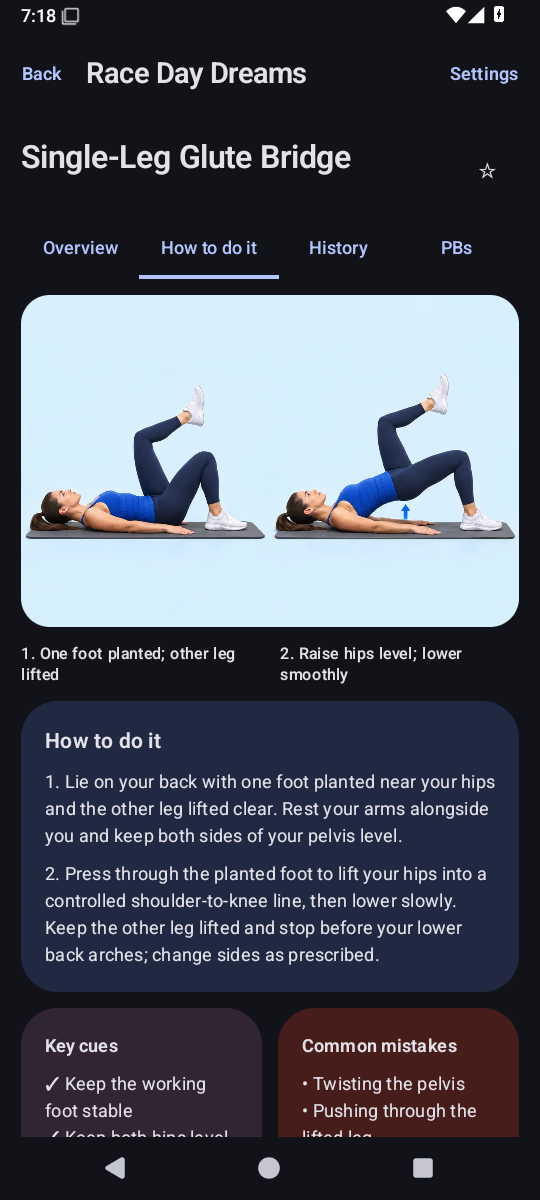 7:18
Back Race Day Dreams Settings
Single-Leg Glute Bridge
Overview How to do it History PBs
1. One foot planted; other leg
lifted
2. Raise hips level; lower
smoothly
How to do it
1. Lie on your back with one foot planted near your hips
and the other leg lifted clear. Rest your arms alongside
you and keep both sides of your pelvis level.
2. Press through the planted foot to lift your hips into a
controlled shoulder-to-knee line, then lower slowly.
Keep the other leg lifted and stop before your lower
back arches; change sides as prescribed.
Key cues
✓ Keep the working
foot stable
✓ Keep both hips level
Common mistakes
• Twisting the pelvis
• Pushing through the
lifted leg